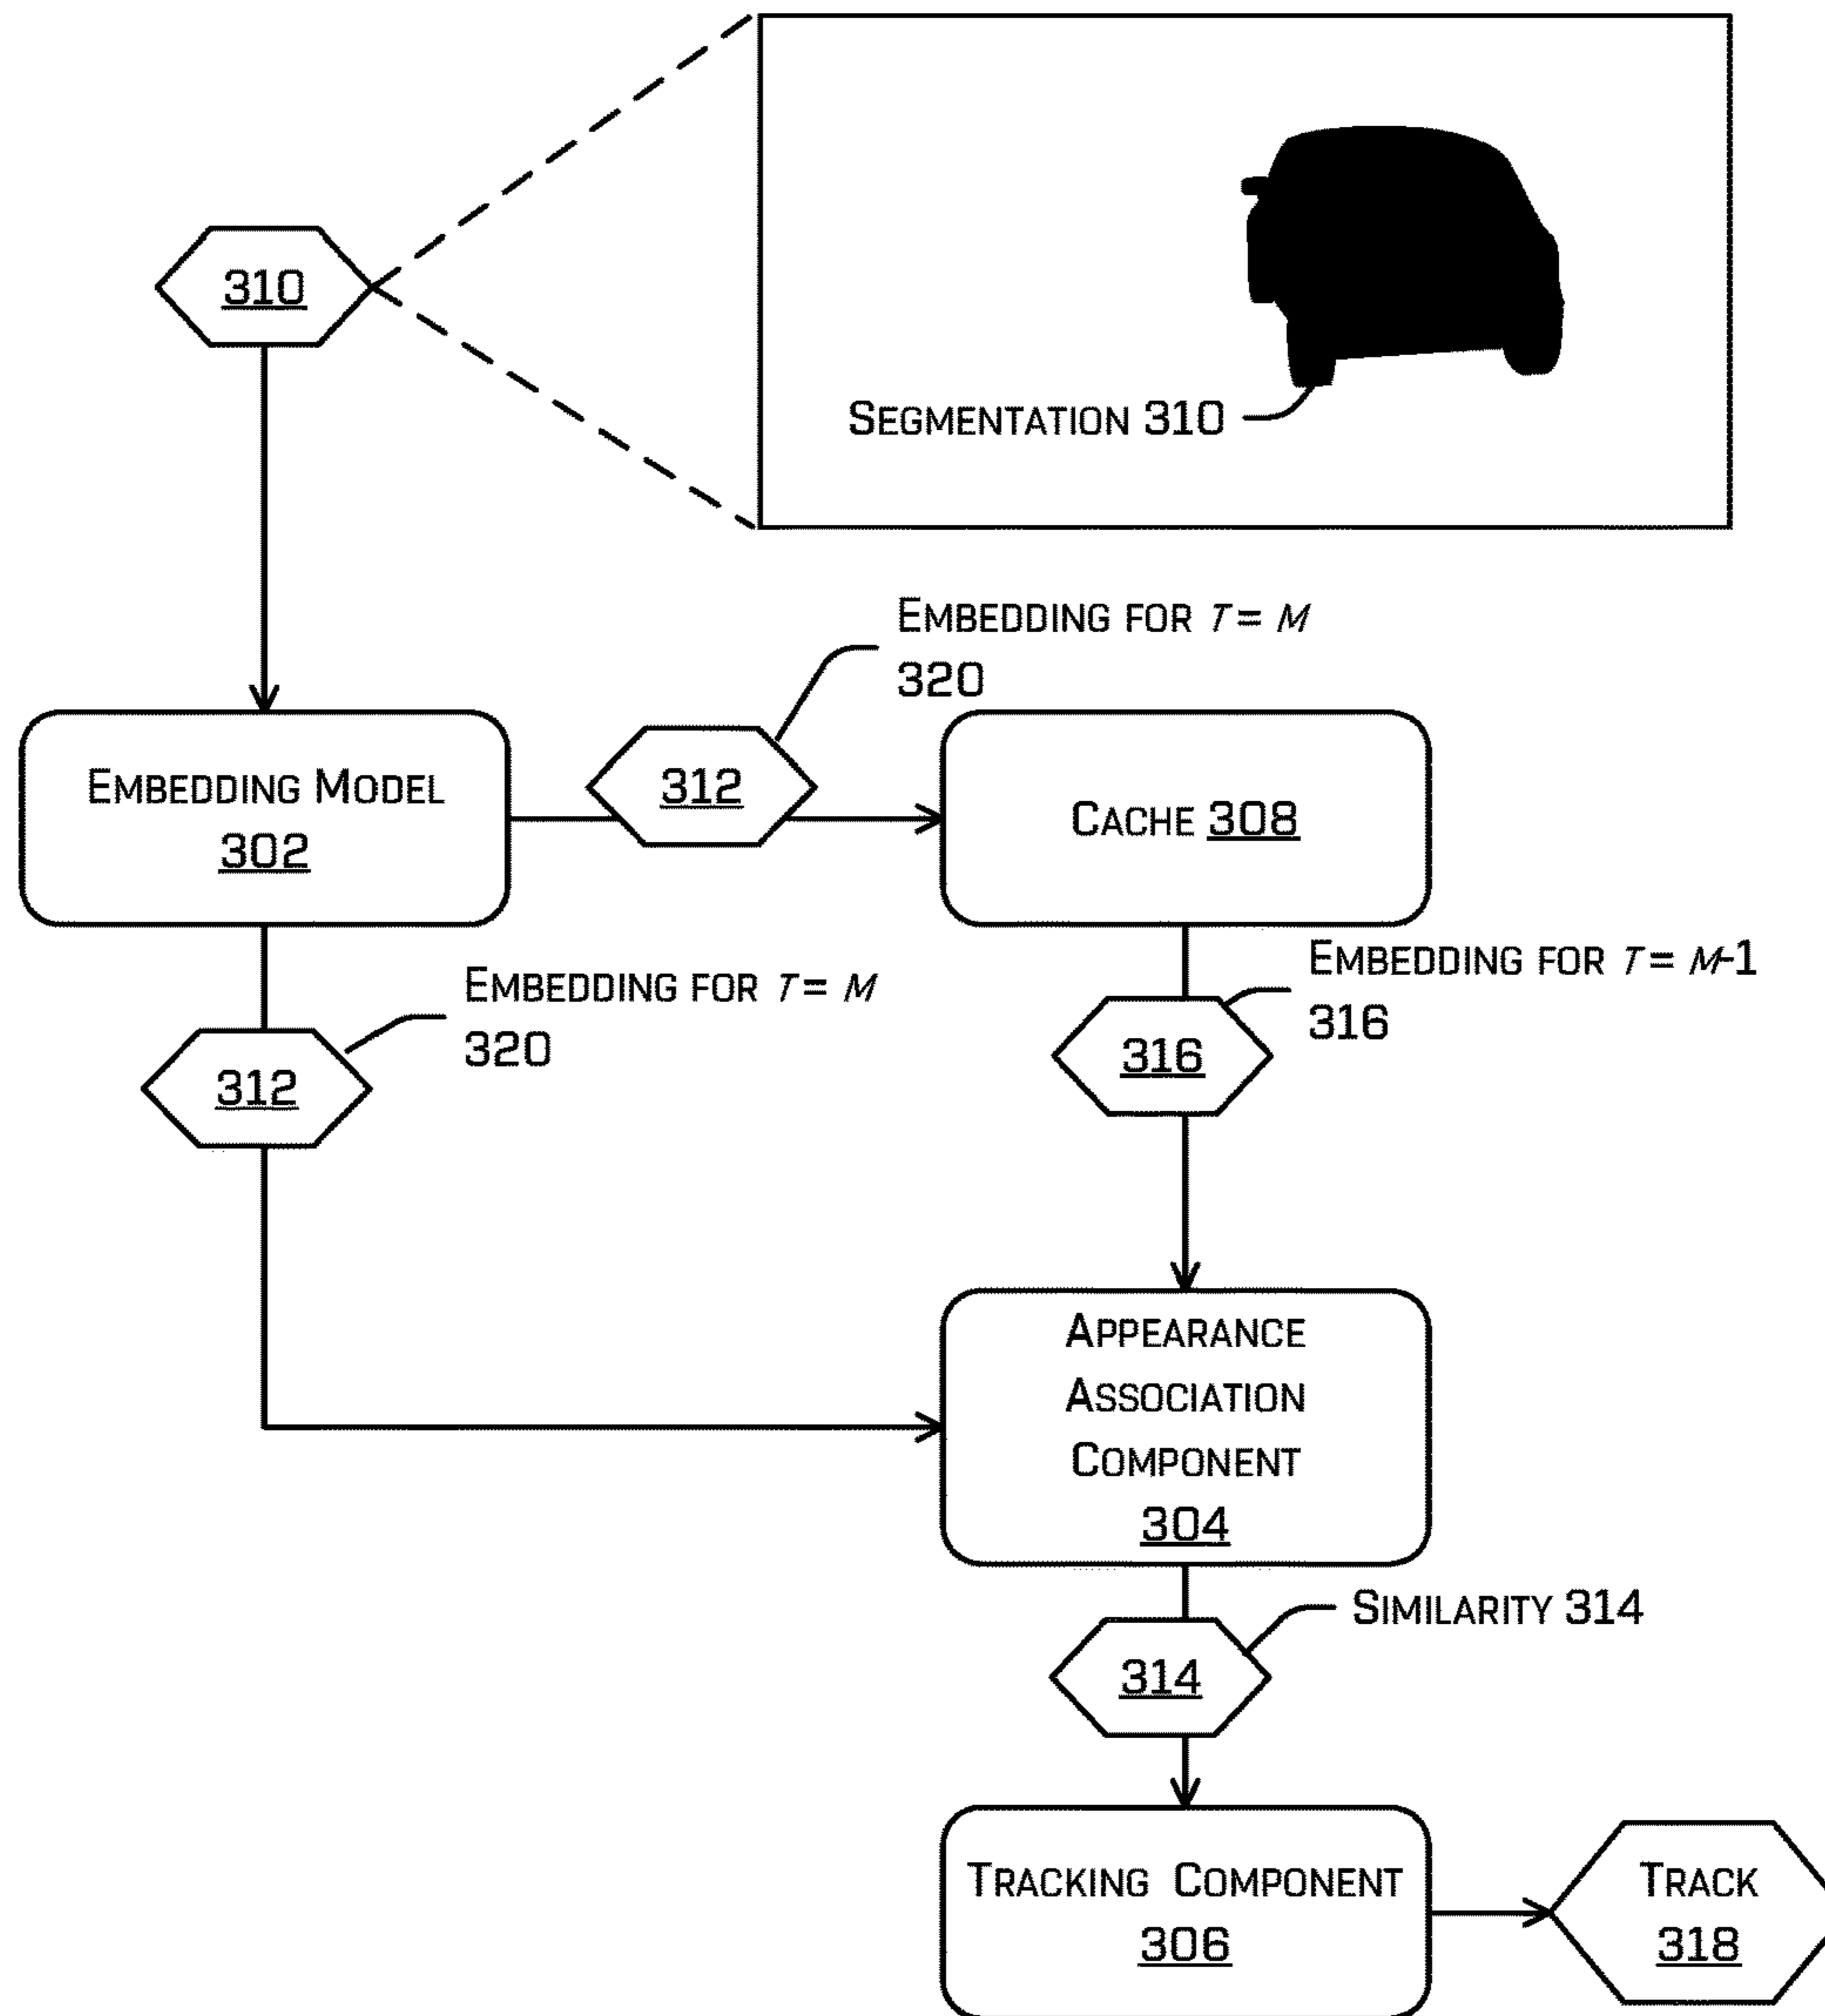 310
SEGMENTATION 310
EMBEDDING FOR T = M
320
EMBEDDING MODEL
302
312
CACHE 308
EMBEDDING FOR T = M
320
312
EMBEDDING FOR T = M-1
316
316
APPEARANCE
ASSOCIATION
COMPONENT
304
SIMILARITY 314
314
TRACKING COMPONENT
306
TRACK
318